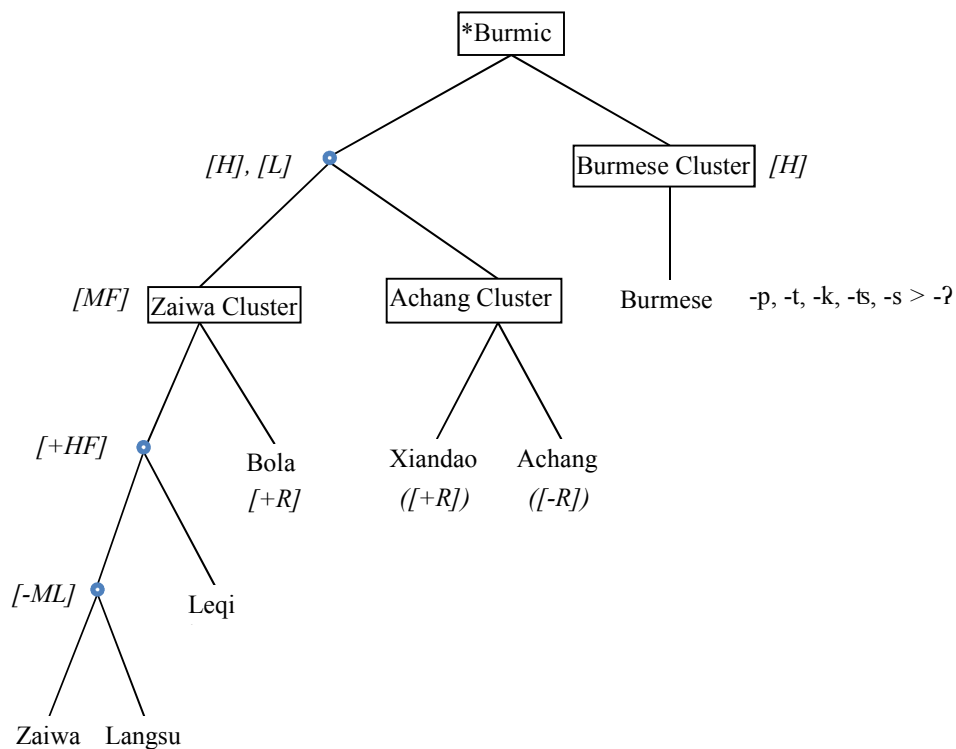 *Burmic
[H], [L]
Burmese Cluster [H]
[MF] Zaiwa Cluster
Achang Cluster
Burmese -p, -t, -k, -ʦ, -s > -ʔ
[+HF]
Bola
[+R]
Xiandao
([+R])
Achang
([-R])
[-ML]
Leqi
Zaiwa Langsu